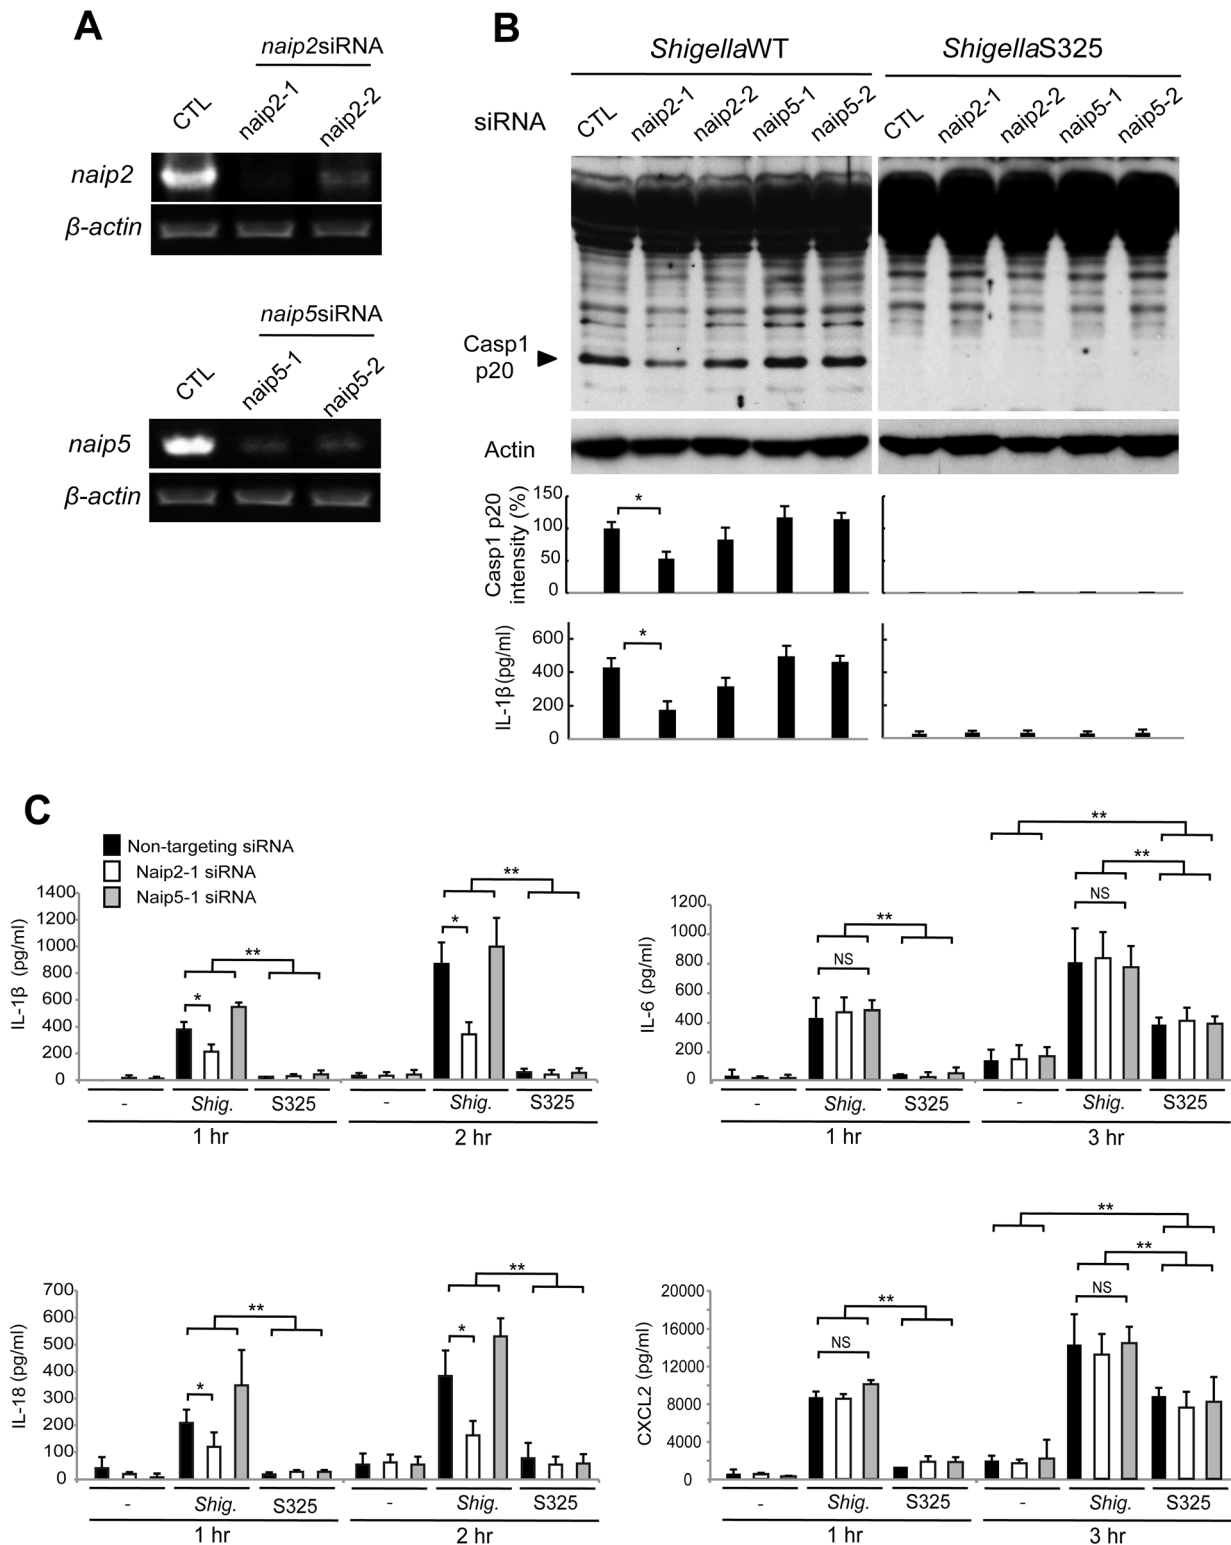 A
naip2siRNA
CTL
naip2-1
naip2-2
naip2
β-actin
naip5siRNA
CTL
naip5-1
naip5-2
naip5
β-actin
B
ShigellaWT
ShigellaS325
siRNA
CTL
naip2-1
naip2-2
naip5-1
naip5-2
CTL
naip2-1
naip2-2
naip5-1
naip5-2
Casp1
p20
Actin
Casp1 p20
intensity (%)
150
100
50
0
*
IL-1β(pg/ml)
600
400
200
0
*
C
Non-targeting siRNA
Naip2-1 siRNA
Naip5-1 siRNA
IL-1β (pg/ml)
1400
1200
1000
800
600
400
200
0
*
**
*
**
- Shig. S325 - Shig. S325
1 hr 2 hr
IL-6 (pg/ml)
1200
800
600
400
200
0
NS
**
NS
**
**
- Shig. S325 - Shig. S325
1 hr 3 hr
IL-18 (pg/ml)
700
600
500
400
300
200
100
0
*
**
*
**
- Shig. S325 - Shig. S325
1 hr 2 hr
CXCL2 (pg/ml)
20000
16000
12000
8000
4000
0
NS
**
NS
**
**
- Shig. S325 - Shig. S325
1 hr 3 hr